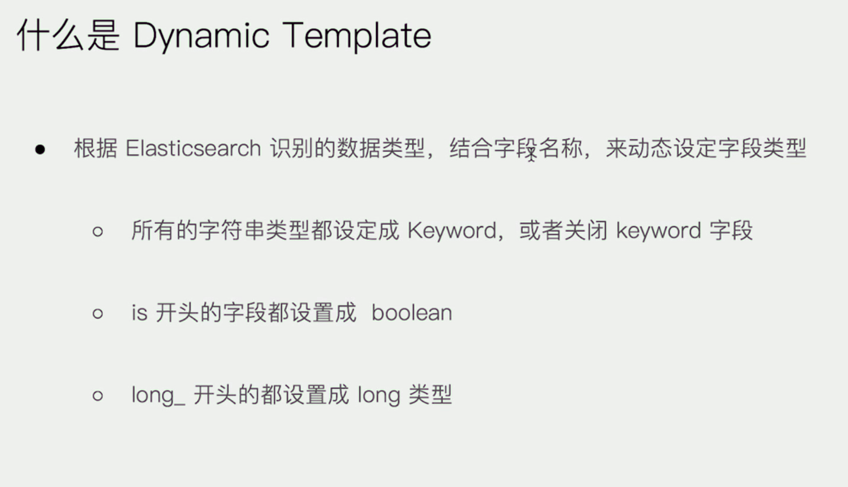 什么是 Dynamic Template
● 根据 Elasticsearch 识别的数据类型，结合字段名称，来动态设定字段类型
○ 所有的字符串类型都设定成 Keyword，或者关闭 keyword 字段
○ is 开头的字段都设置成 boolean
○ long_ 开头的都设置成 long 类型